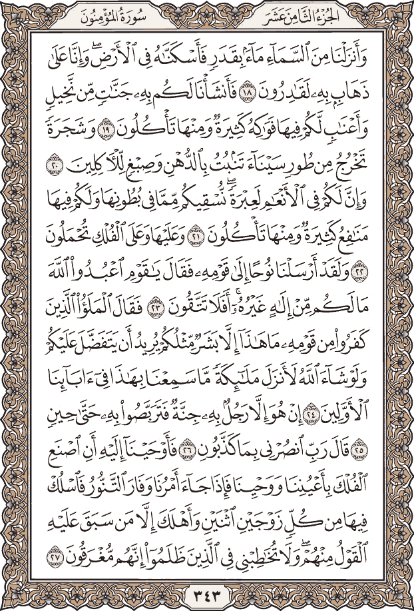 الجزء الثامن عشر
سورة المؤمنون
وَأَنزَلْنَا مِنَ ٱلسَّمَآءِ مَآءًۢ بِقَدَرٍ فَأَسْكَنَّٰهُ فِى ٱلْأَرْضِ ۖ وَإِنَّا عَلَىٰ
ذَهَابٍۭ بِهِۦ لَقَٰدِرُونَ ١٨ فَأَنشَأْنَا لَكُم بِهِۦ جَنَّٰتٍ مِّن نَّخِيلٍ
وَأَعْنَٰبٍ لَّكُمْ فِيهَا فَوَٰكِهُ كَثِيرَةٌ وَمِنْهَا تَأْكُلُونَ ١٩ وَشَجَرَةً
تَخْرُجُ مِن طُورِ سَيْنَآءَ تَنۢبُتُ بِٱلدُّهْنِ وَصِبْغٍ لِّلْءَاكِلِينَ ٢٠
وَإِنَّ لَكُمْ فِى ٱلْأَنْعَٰمِ لَعِبْرَةً ۖ نُّسْقِيكُم مِّمَّا فِى بُطُونِهَا وَلَكُمْ فِيهَا
مَنَٰفِعُ كَثِيرَةٌ وَمِنْهَا تَأْكُلُونَ ٢١ وَعَلَيْهَا وَعَلَى ٱلْفُلْكِ تُحْمَلُونَ
٢٢ وَلَقَدْ أَرْسَلْنَا نُوحًا إِلَىٰ قَوْمِهِۦ فَقَالَ يَٰقَوْمِ ٱعْبُدُوا۟ ٱللَّهَ
مَا لَكُم مِّنْ إِلَٰهٍ غَيْرُهُۥٓ ۖ أَفَلَا تَتَّقُونَ ٢٣ فَقَالَ ٱلْمَلَؤُا۟ ٱلَّذِينَ
كَفَرُوا۟ مِن قَوْمِهِۦ مَا هَٰذَآ إِلَّا بَشَرٌ مِّثْلُكُمْ يُرِيدُ أَن يَتَفَضَّلَ عَلَيْكُمْ
وَلَوْ شَآءَ ٱللَّهُ لَأَنزَلَ مَلَٰٓئِكَةً مَّا سَمِعْنَا بِهَٰذَا فِىٓ ءَابَآئِنَا
ٱلْأَوَّلِينَ ٢٤ إِنْ هُوَ إِلَّا رَجُلٌۢ بِهِۦ جِنَّةٌ فَتَرَبَّصُوا۟ بِهِۦ حَتَّىٰ حِينٍ
٢٥ قَالَ رَبِّ ٱنصُرْنِى بِمَا كَذَّبُونِ ٢٦ فَأَوْحَيْنَآ إِلَيْهِ أَنِ ٱصْنَعِ
ٱلْفُلْكَ بِأَعْيُنِنَا وَوَحْيِنَا فَإِذَا جَآءَ أَمْرُنَا وَفَارَ ٱلتَّنُّورُ ۙ فَٱسْلُكْ
فِيهَا مِن كُلٍّ زَوْجَيْنِ ٱثْنَيْنِ وَأَهْلَكَ إِلَّا مَن سَبَقَ عَلَيْهِ
ٱلْقَوْلُ مِنْهُمْ ۖ وَلَا تُخَٰطِبْنِى فِى ٱلَّذِينَ ظَلَمُوٓا۟ ۖ إِنَّهُم مُّغْرَقُونَ ٢٧
٣٤٣